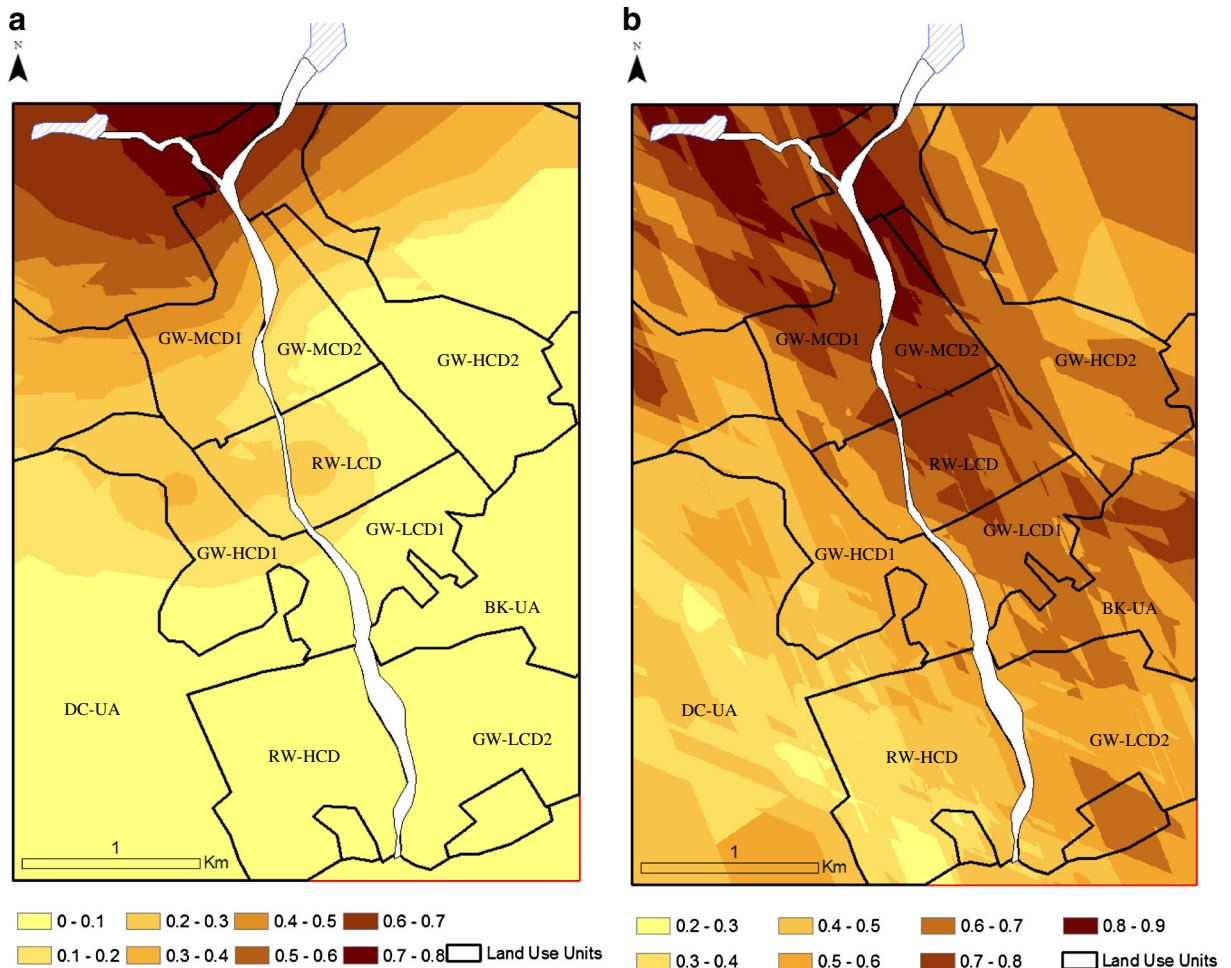 a
N
GW-MCD1
GW-MCD2
GW-HCD2
RW-LCD
GW-LCD1
GW-HCD1
BK-UA
DC-UA
GW-LCD2
RW-HCD
1
Km
0 - 0.1
0.2 - 0.3
0.4 - 0.5
0.6 - 0.7
0.1 - 0.2
0.3 - 0.4
0.5 - 0.6
0.7 - 0.8
Land Use Units
b
N
GW-MCD1
GW-MCD2
GW-HCD2
RW-LCD
GW-LCD1
GW-HCD1
BK-UA
DC-UA
GW-LCD2
RW-HCD
1
Km
0.2 - 0.3
0.4 - 0.5
0.6 - 0.7
0.8 - 0.9
0.3 - 0.4
0.5 - 0.6
0.7 - 0.8
Land Use Units